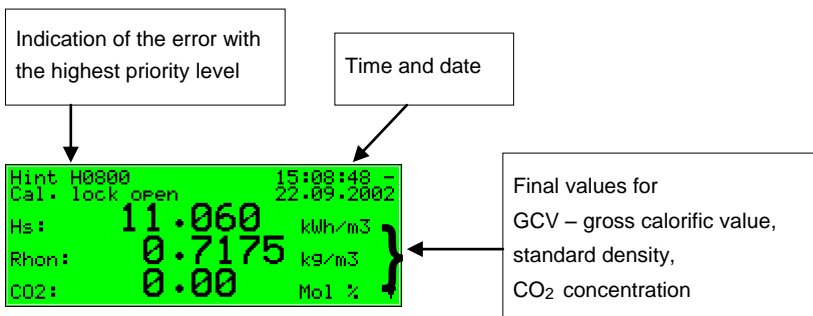 Indication of the error with
the highest priority level
Time and date
Hint H0800 15:08:48 -
Cal. lock open 22.09.2002
Hs: 11.060 kWh/m3
Rhon: 0.7175 kg/m3
CO2: 0.00 Mol %
Final values for
GCV – gross calorific value,
standard density,
CO₂ concentration